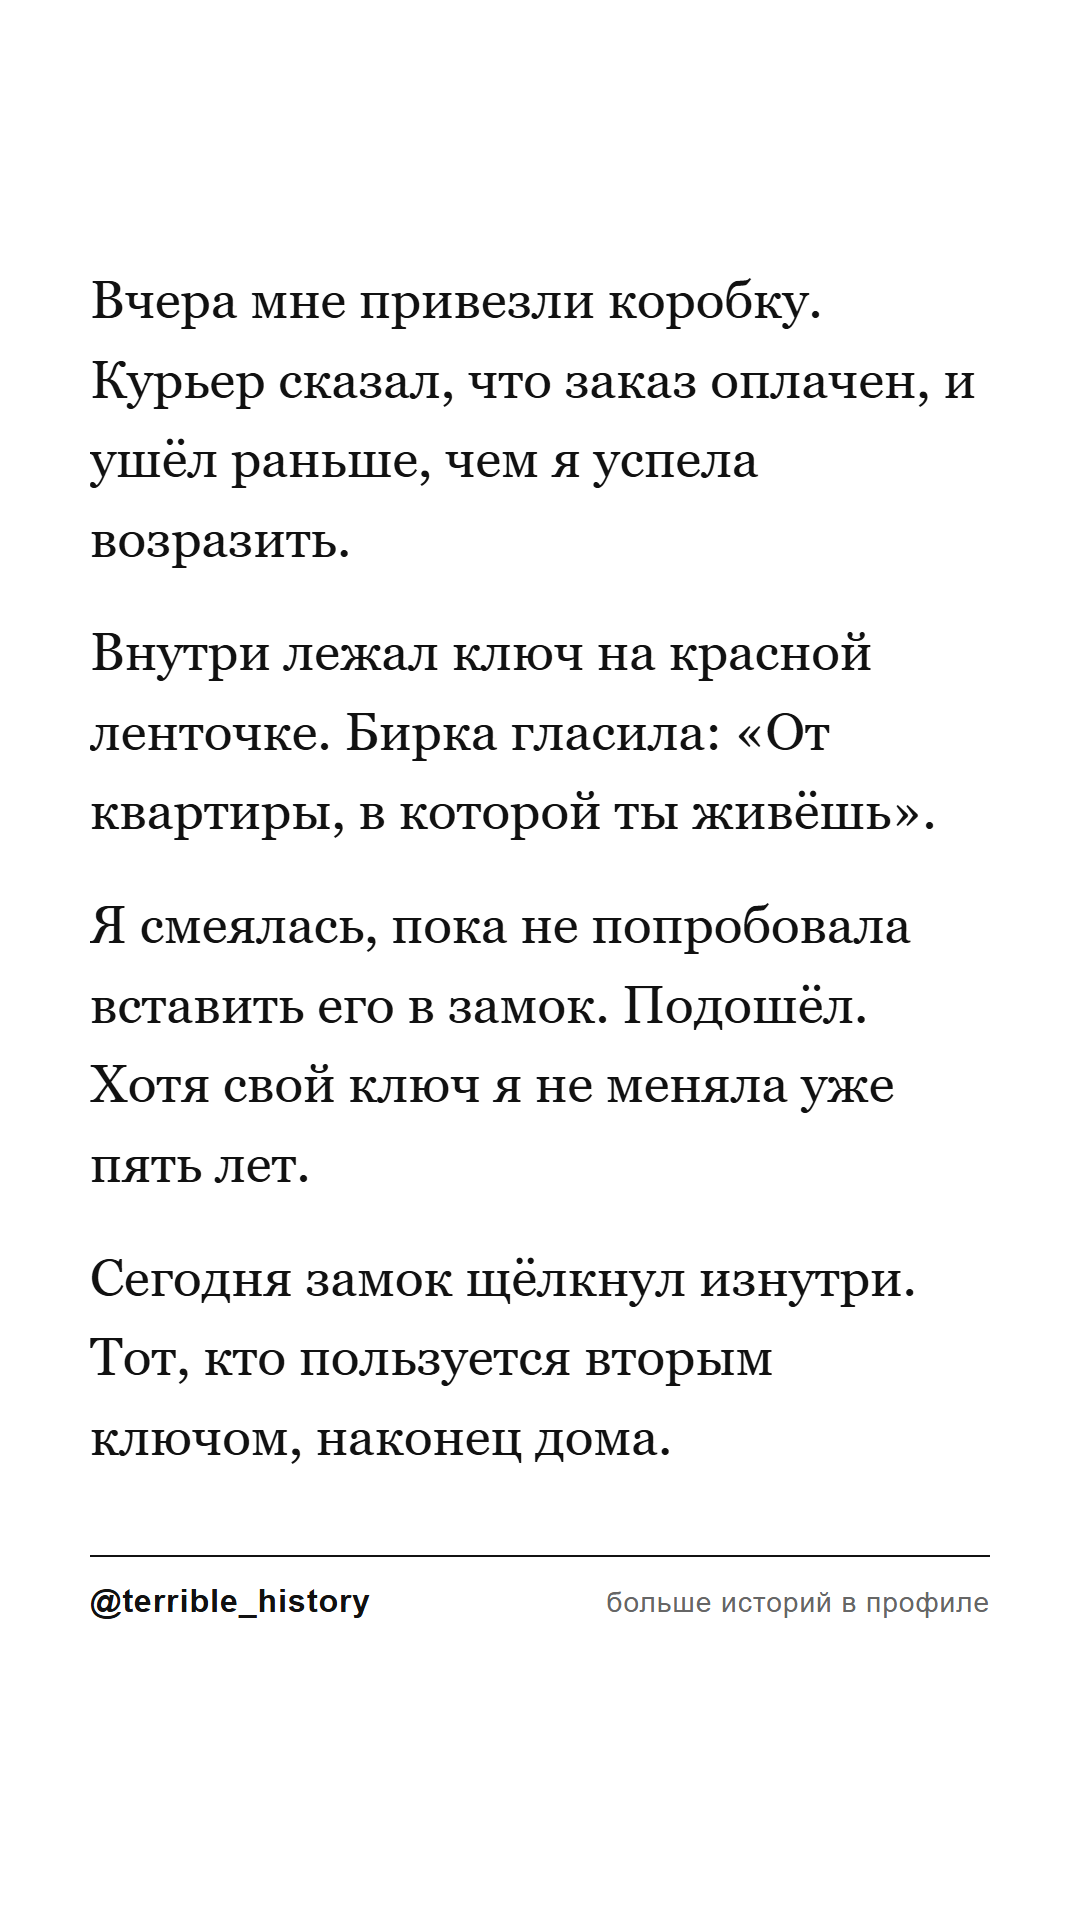 Вчера мне привезли коробку.
Курьер сказал, что заказ оплачен, и
ушёл раньше, чем я успела
возразить.
Внутри лежал ключ на красной
ленточке. Бирка гласила: «От
квартиры, в которой ты живёшь».
Я смеялась, пока не попробовала
вставить его в замок. Подошёл.
Хотя свой ключ я не меняла уже
пять лет.
Сегодня замок щёлкнул изнутри.
Тот, кто пользуется вторым
ключом, наконец дома.
@terrible_history больше историй в профиле